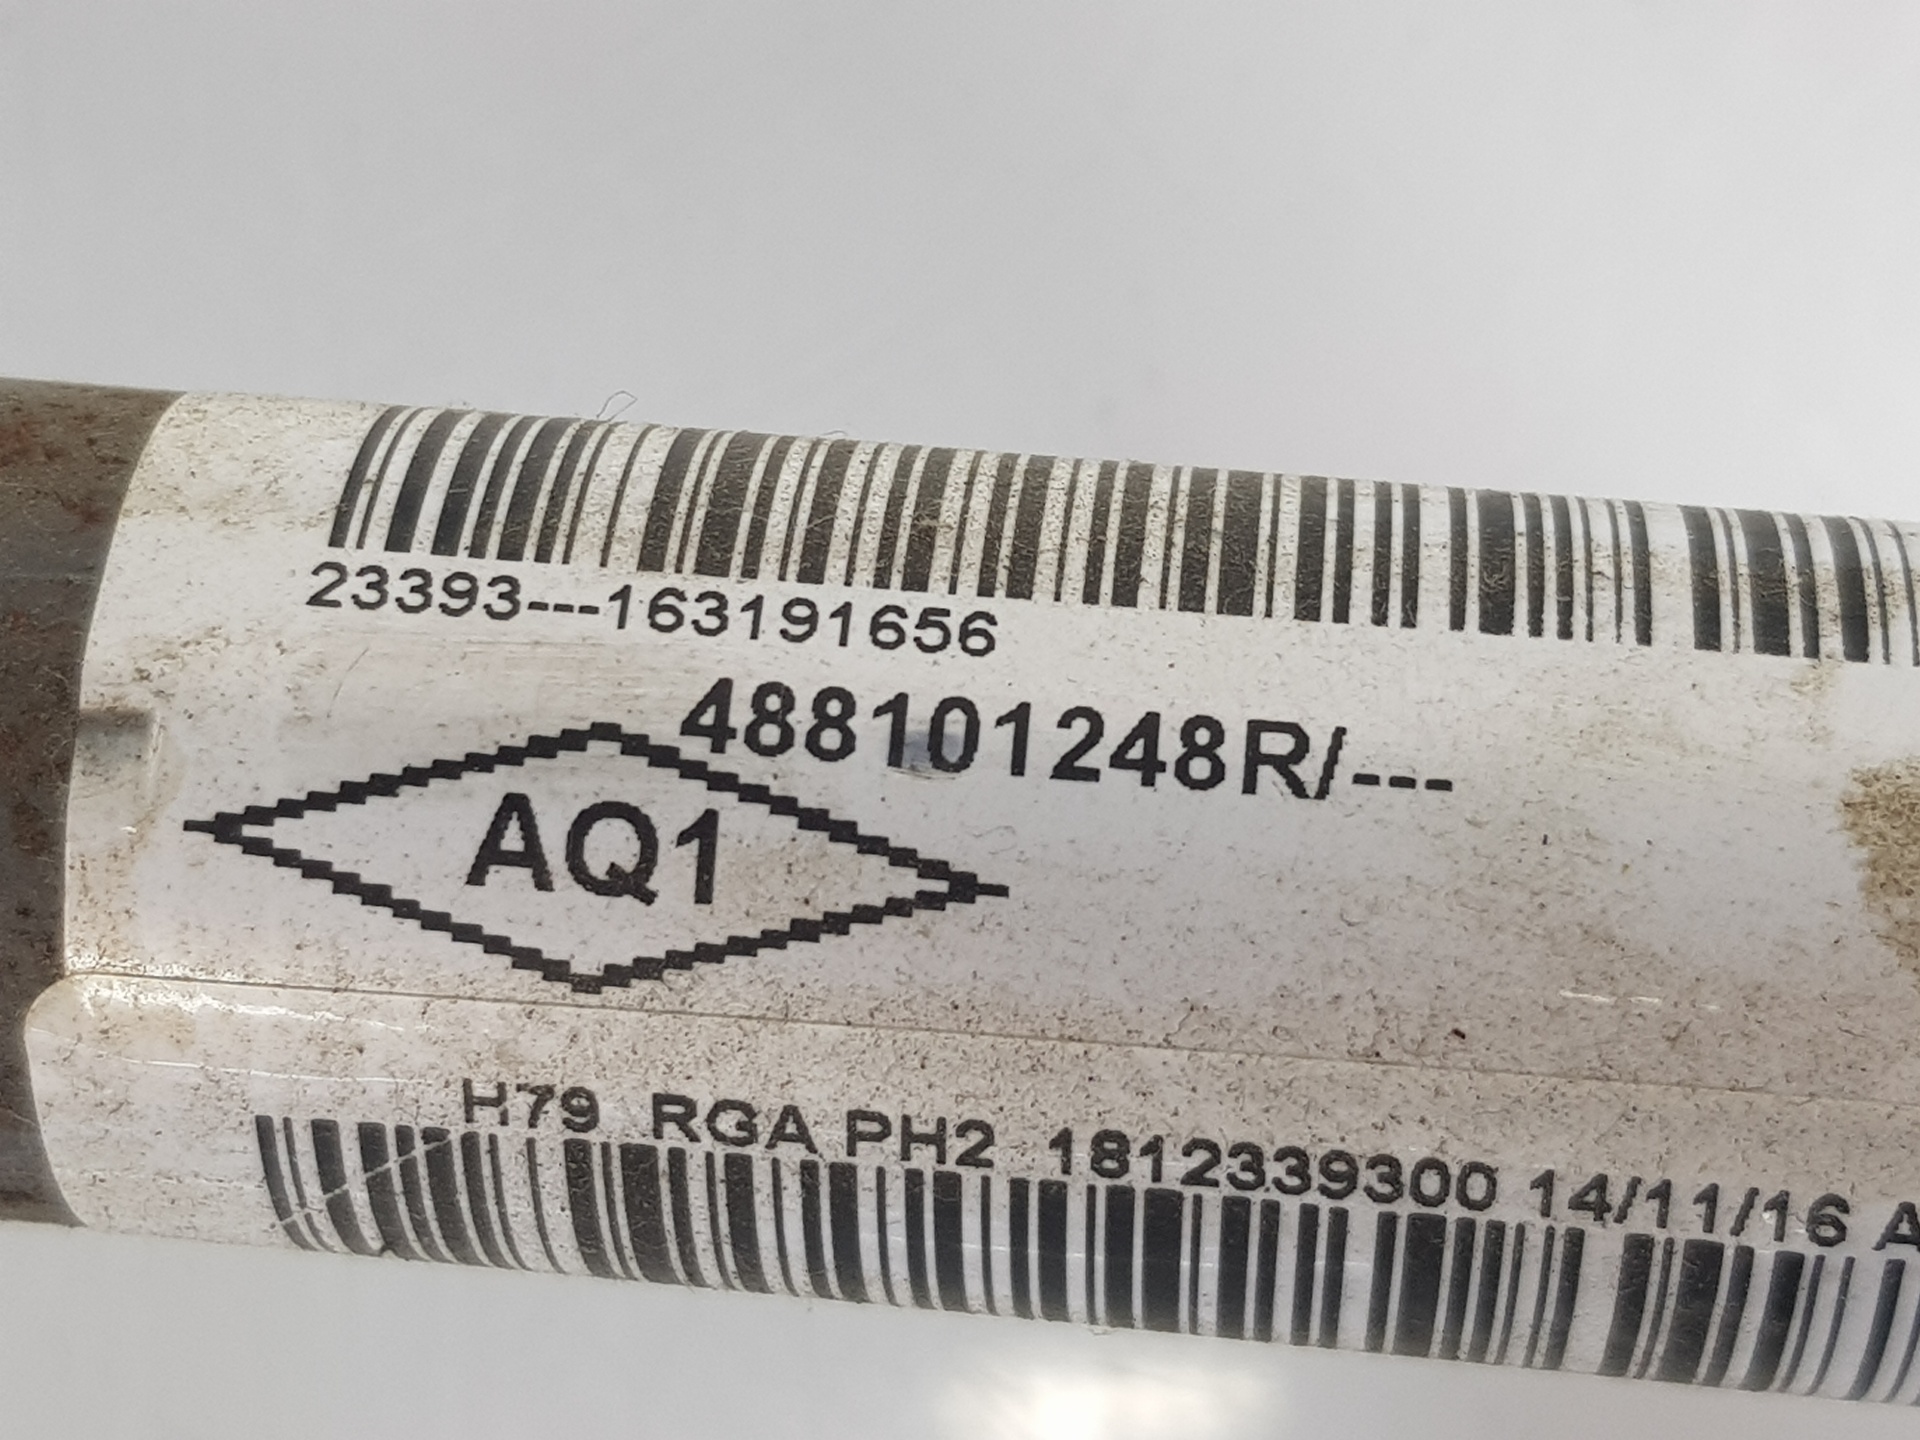 23393---163191656
488101248R/---
AQ1
H79 RGA PH2 1812339300 14/11/16 A